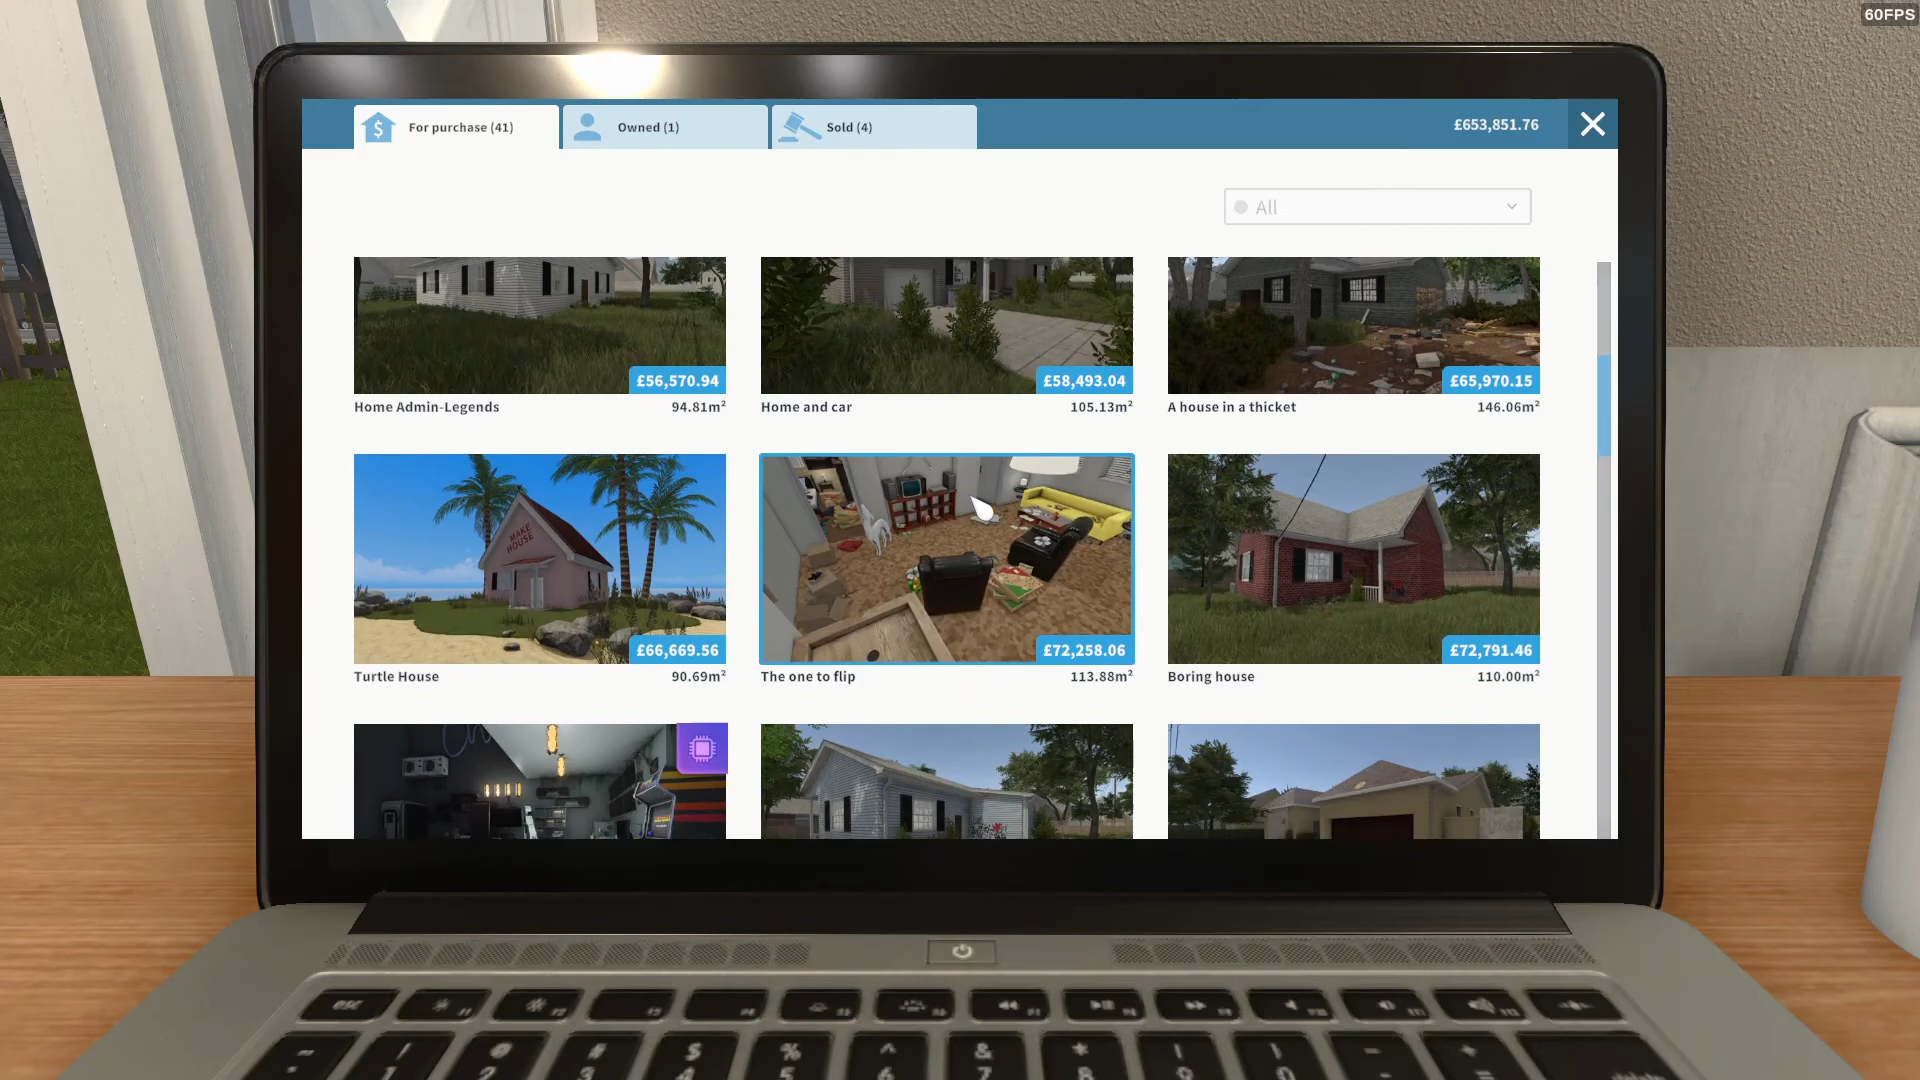 60FPS
For purchase (41)
Owned (1)
Sold (4)
£653,851.76
All
£56,570.94
£58,493.04
£65,970.15
Home Admin-Legends
94.81m²
Home and car
105.13m²
A house in a thicket
146.06m²
MAKE
HOUSE
£66,669.56
£72,258.06
£72,791.46
Turtle House
90.69m²
The one to flip
113.88m²
Boring house
110.00m²
esc